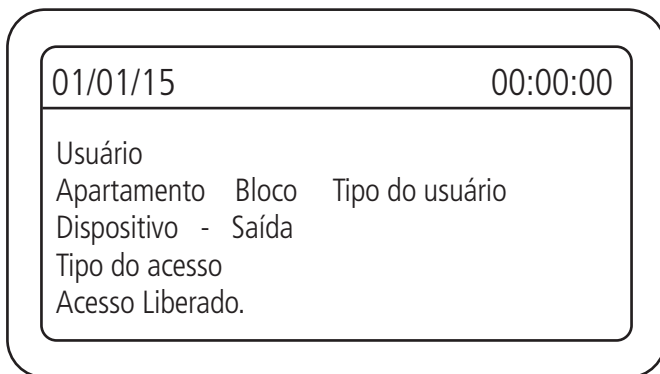 01/01/15 00:00:00
Usuário
Apartamento Bloco Tipo do usuário
Dispositivo - Saída
Tipo do acesso
Acesso Liberado.